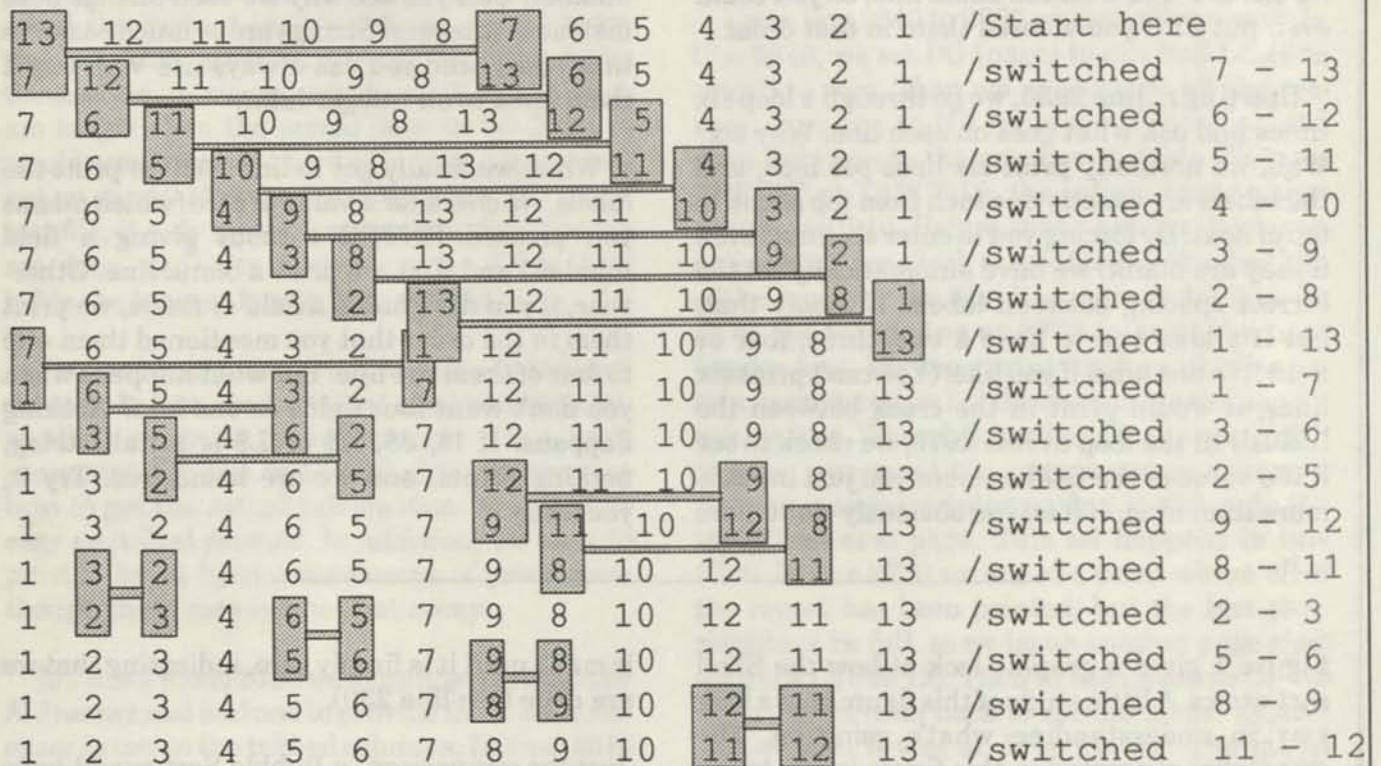 13 12 11 10 9 8 7 6 5 4 3 2 1 /Start here
7 12 11 10 9 8 13 6 5 4 3 2 1 /switched 7 - 13
7 6 11 10 9 8 13 12 5 4 3 2 1 /switched 6 - 12
7 6 5 10 9 8 13 12 11 4 3 2 1 /switched 5 - 11
7 6 5 4 9 8 13 12 11 10 3 2 1 /switched 4 - 10
7 6 5 4 3 8 13 12 11 10 9 2 1 /switched 3 - 9
7 6 5 4 3 2 13 12 11 10 9 8 1 /switched 2 - 8
7 6 5 4 3 2 1 12 11 10 9 8 13 /switched 1 - 13
1 6 5 4 3 2 7 12 11 10 9 8 13 /switched 1 - 7
1 3 5 4 6 2 7 12 11 10 9 8 13 /switched 3 - 6
1 3 2 4 6 5 7 12 11 10 9 8 13 /switched 2 - 5
1 3 2 4 6 5 7 9 11 10 12 8 13 /switched 9 - 12
1 3 2 4 6 5 7 9 8 10 12 11 13 /switched 8 - 11
1 2 3 4 6 5 7 9 8 10 12 11 13 /switched 2 - 3
1 2 3 4 5 6 7 9 8 10 12 11 13 /switched 5 - 6
1 2 3 4 5 6 7 8 9 10 12 11 13 /switched 8 - 9
1 2 3 4 5 6 7 8 9 10 11 12 13 /switched 11 - 12